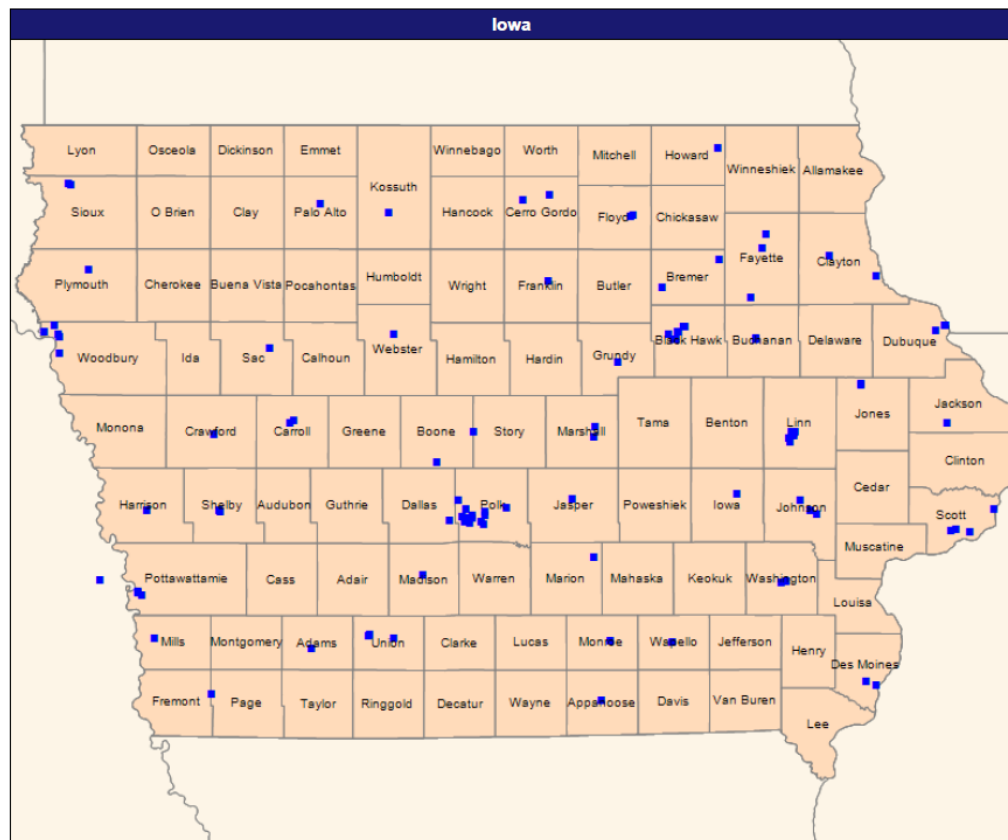 Iowa
Lyon
Osceola
Dickinson
Emmet
Winnebago
Worth
Mitchell
Howard
Winneshiek
Allamakee
Kossuth
Sioux
O Brien
Clay
Palo Alto
Hancock
Cerro Gordo
Floyd
Chickasaw
Fayette
Clayton
Plymouth
Cherokee
Buena Vista
Pocahontas
Humboldt
Wright
Franklin
Butler
Bremer
Woodbury
Ida
Sac
Calhoun
Webster
Hamilton
Hardin
Grundy
Black Hawk
Buchanan
Delaware
Dubuque
Monona
Crawford
Carroll
Greene
Boone
Story
Marshall
Tama
Benton
Linn
Jones
Jackson
Clinton
Cedar
Harrison
Shelby
Audubon
Guthrie
Dallas
Polk
Jasper
Poweshiek
Iowa
Johnson
Scott
Muscatine
Pottawattamie
Cass
Adair
Madison
Warren
Marion
Mahaska
Keokuk
Washington
Louisa
Mills
Montgomery
Adams
Union
Clarke
Lucas
Monroe
Wapello
Jefferson
Henry
Des Moines
Fremont
Page
Taylor
Ringgold
Decatur
Wayne
Appanoose
Davis
Van Buren
Lee